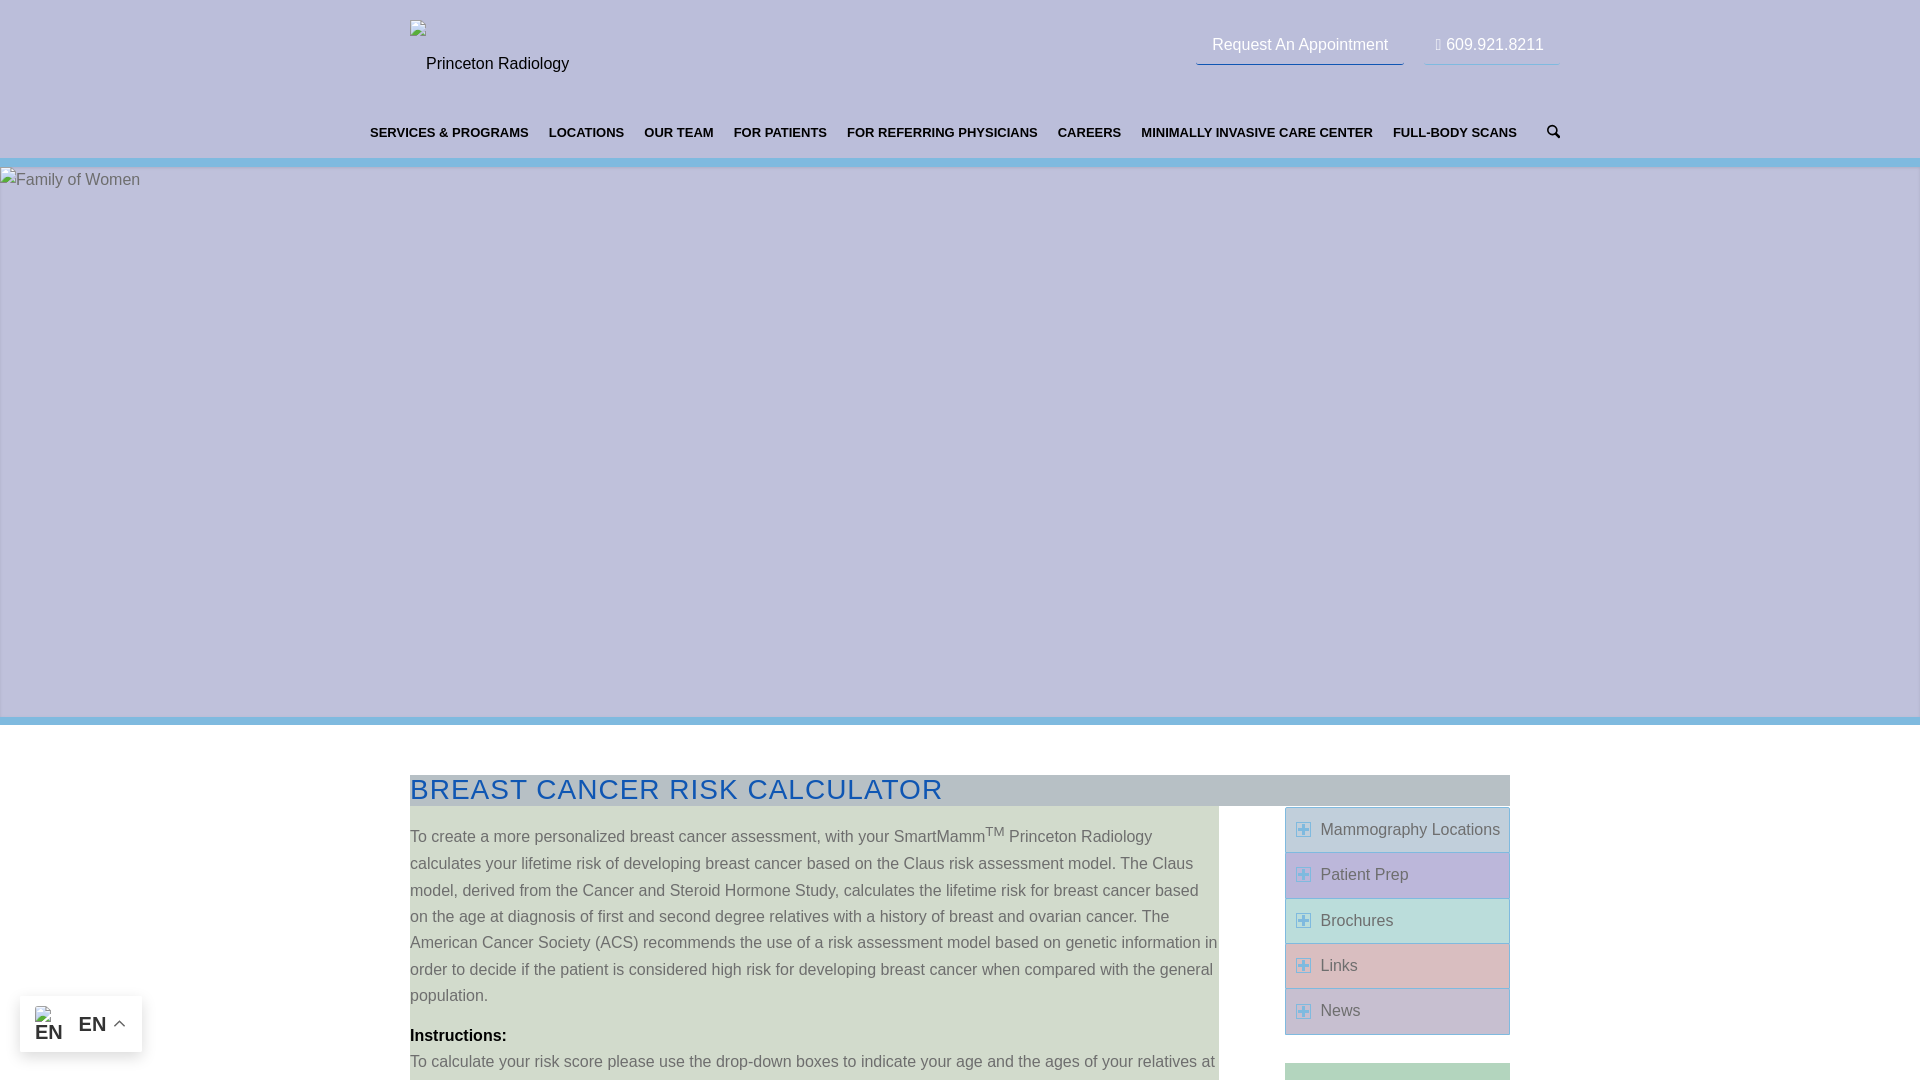 Princeton Radiology
Request An Appointment
609.921.8211
SERVICES & PROGRAMS LOCATIONS OUR TEAM FOR PATIENTS FOR REFERRING PHYSICIANS CAREERS MINIMALLY INVASIVE CARE CENTER FULL-BODY SCANS
Family of Women
BREAST CANCER RISK CALCULATOR
To create a more personalized breast cancer assessment, with your SmartMammTM Princeton Radiology
calculates your lifetime risk of developing breast cancer based on the Claus risk assessment model. The Claus
model, derived from the Cancer and Steroid Hormone Study, calculates the lifetime risk for breast cancer based
on the age at diagnosis of first and second degree relatives with a history of breast and ovarian cancer. The
American Cancer Society (ACS) recommends the use of a risk assessment model based on genetic information in
order to decide if the patient is considered high risk for developing breast cancer when compared with the general
population.
Instructions:
To calculate your risk score please use the drop-down boxes to indicate your age and the ages of your relatives at
Mammography Locations
Patient Prep
Brochures
Links
News
EN EN